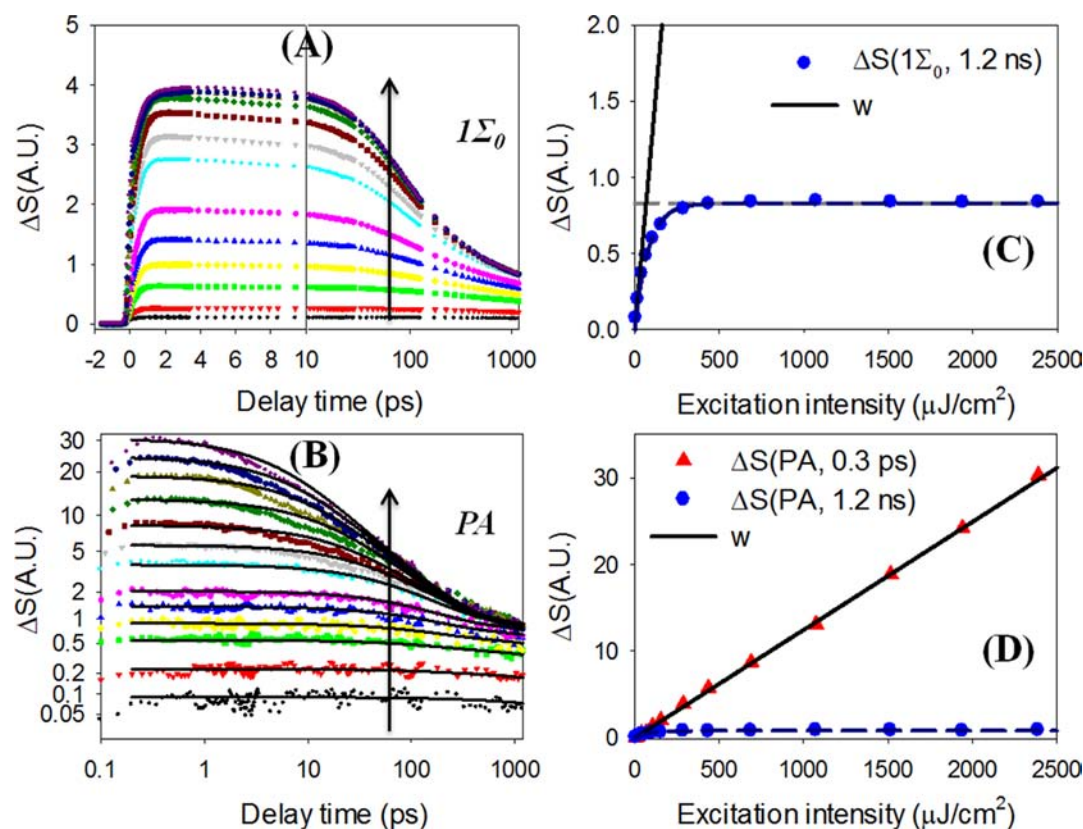 5
4
3
2
1
0
ΔS(A.U.)
(A)
1Σ₀
-2 0 2 4 6 8 10 100 1000
Delay time (ps)
2.0
1.5
1.0
0.5
0.0
ΔS(A.U.)
ΔS(1Σ₀, 1.2 ns)
w
(C)
0 500 1000 1500 2000 2500
Excitation intensity (μJ/cm²)
30
20
10
5
2
1
0.5
0.2
0.1
0.05
ΔS(A.U.)
(B)
PA
0.1 1 10 100 1000
Delay time (ps)
30
20
10
0
ΔS(A.U.)
ΔS(PA, 0.3 ps)
ΔS(PA, 1.2 ns)
w
(D)
0 500 1000 1500 2000 2500
Excitation intensity (μJ/cm²)